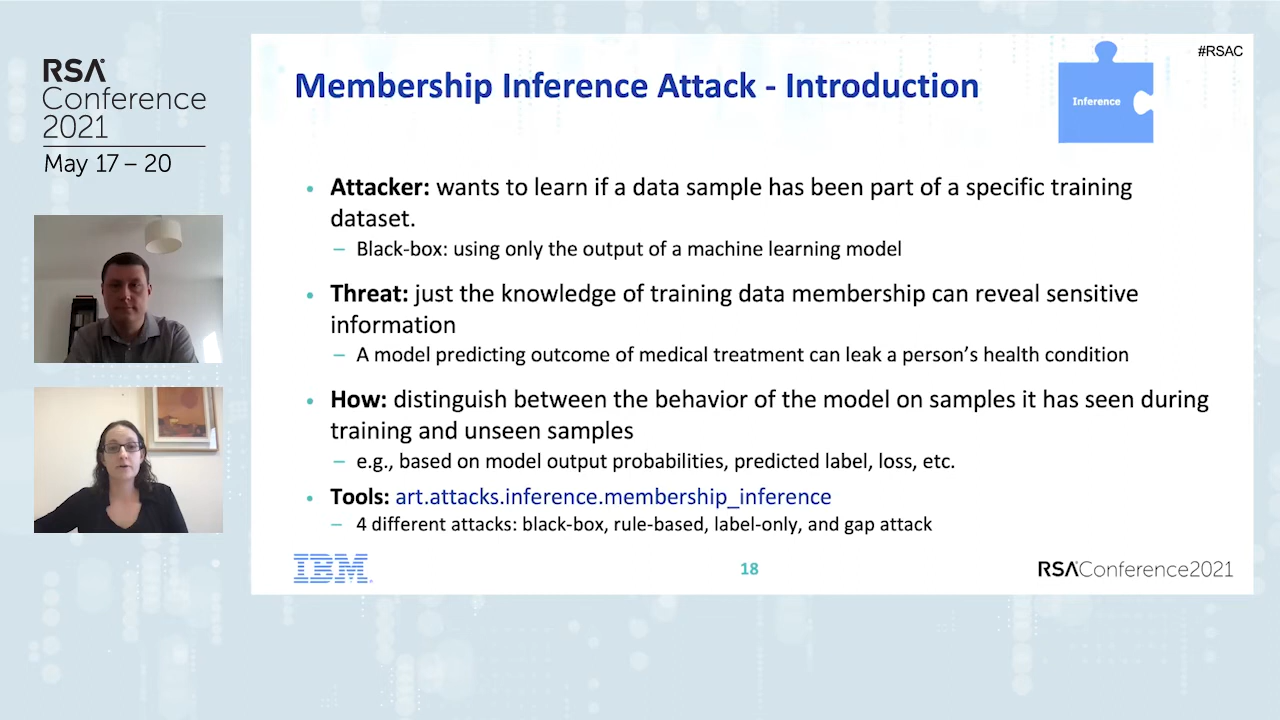 RSA
Conference
2021
May 17 – 20
#RSAC
Membership Inference Attack - Introduction
Inference
• Attacker: wants to learn if a data sample has been part of a specific training
dataset.
– Black-box: using only the output of a machine learning model
• Threat: just the knowledge of training data membership can reveal sensitive
information
– A model predicting outcome of medical treatment can leak a person’s health condition
• How: distinguish between the behavior of the model on samples it has seen during
training and unseen samples
– e.g., based on model output probabilities, predicted label, loss, etc.
• Tools: art.attacks.inference.membership_inference
– 4 different attacks: black-box, rule-based, label-only, and gap attack
IBM
18
RSAConference2021